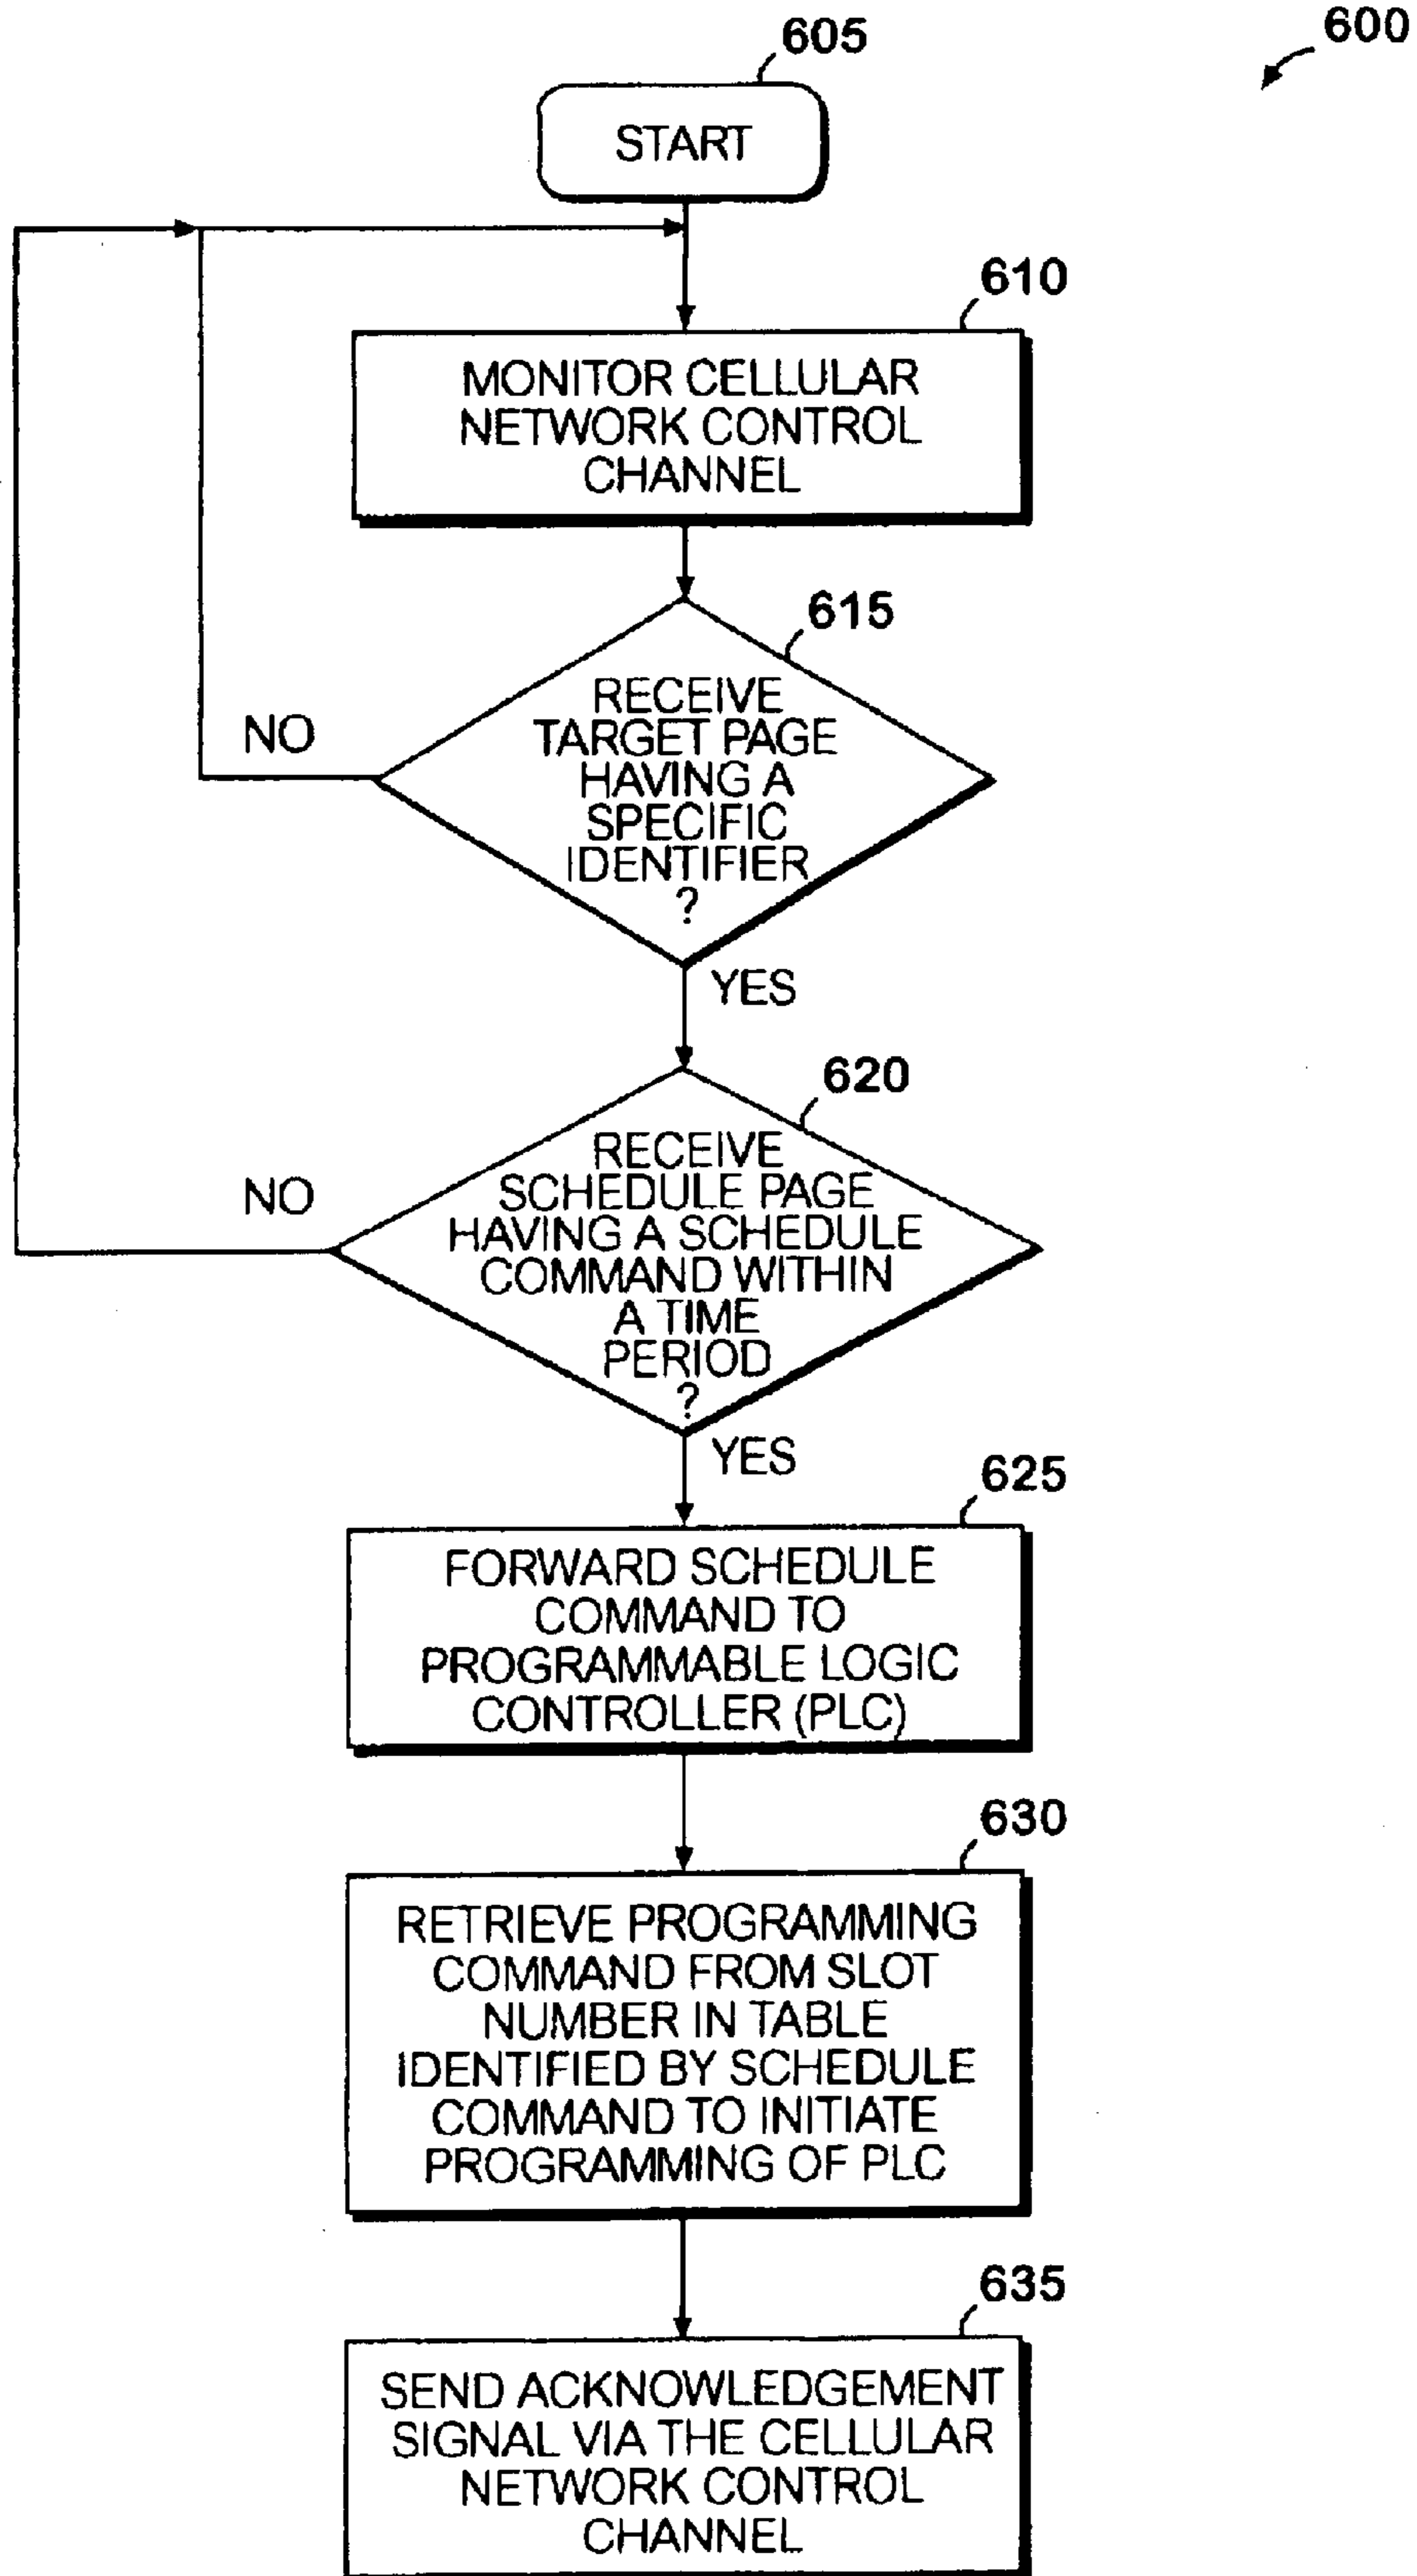 600
605
START
610
MONITOR CELLULAR
NETWORK CONTROL
CHANNEL
615
RECEIVE
TARGET PAGE
HAVING A
SPECIFIC
IDENTIFIER
?
NO
YES
620
RECEIVE
SCHEDULE PAGE
HAVING A SCHEDULE
COMMAND WITHIN
A TIME
PERIOD
?
NO
YES
625
FORWARD SCHEDULE
COMMAND TO
PROGRAMMABLE LOGIC
CONTROLLER (PLC)
630
RETRIEVE PROGRAMMING
COMMAND FROM SLOT
NUMBER IN TABLE
IDENTIFIED BY SCHEDULE
COMMAND TO INITIATE
PROGRAMMING OF PLC
635
SEND ACKNOWLEDGEMENT
SIGNAL VIA THE CELLULAR
NETWORK CONTROL
CHANNEL